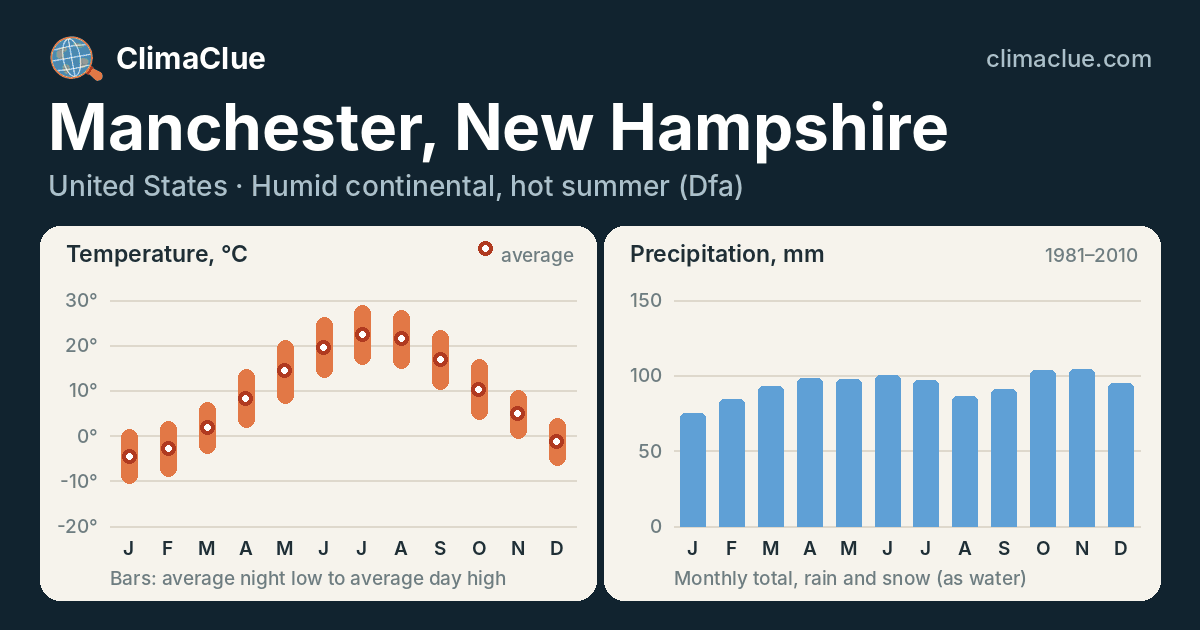 ClimaClue
climaclue.com
Manchester, New Hampshire
United States · Humid continental, hot summer (Dfa)
Temperature, °C
average
30°
20°
10°
0°
-10°
-20°
J F M A M J J A S O N D
Bars: average night low to average day high
Precipitation, mm
1981–2010
150
100
50
0
J F M A M J J A S O N D
Monthly total, rain and snow (as water)